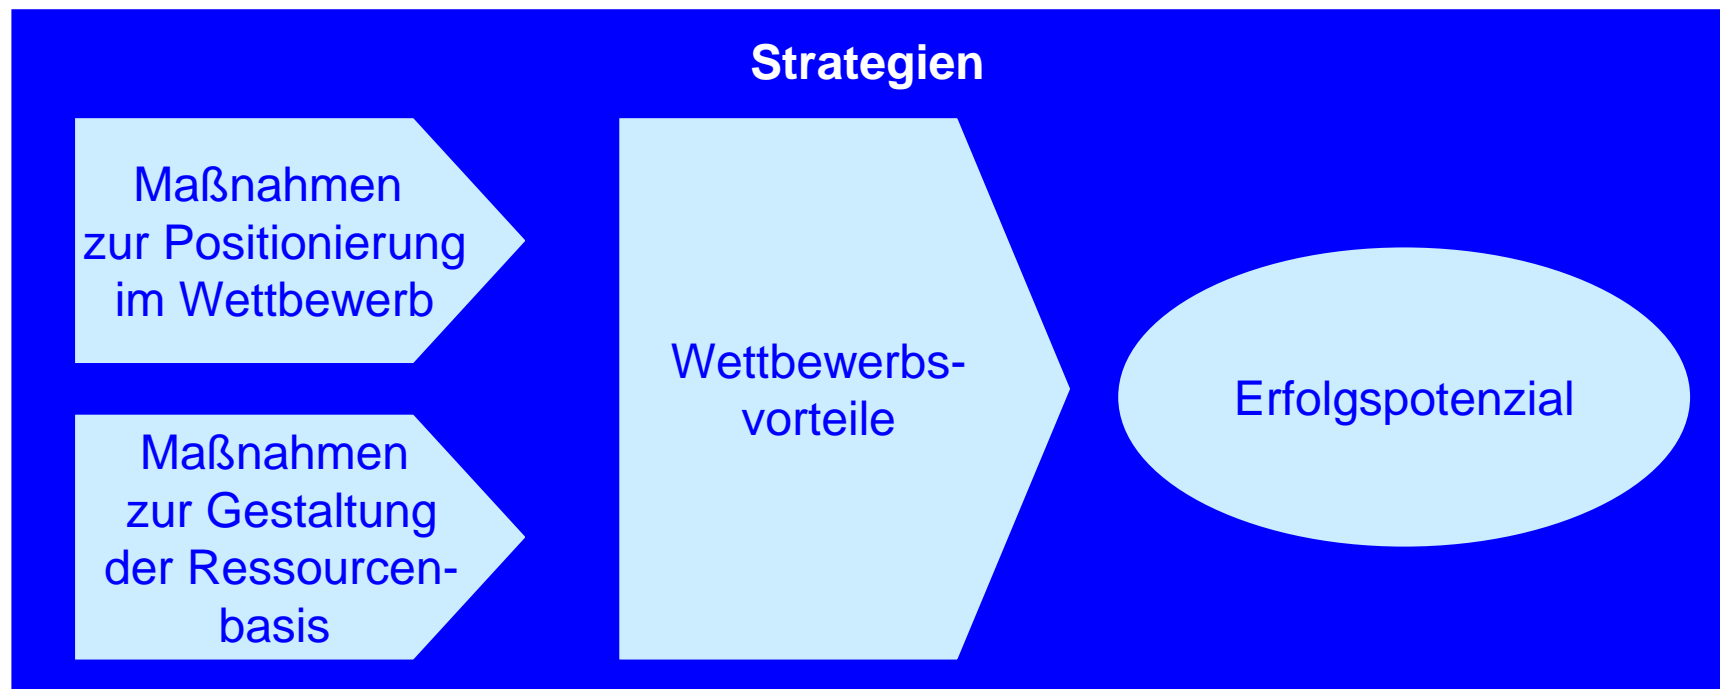 Strategien
Maßnahmen
zur Positionierung
im Wettbewerb
Maßnahmen
zur Gestaltung
der Ressourcen-
basis
Wettbewerbs-
vorteile
Erfolgspotenzial